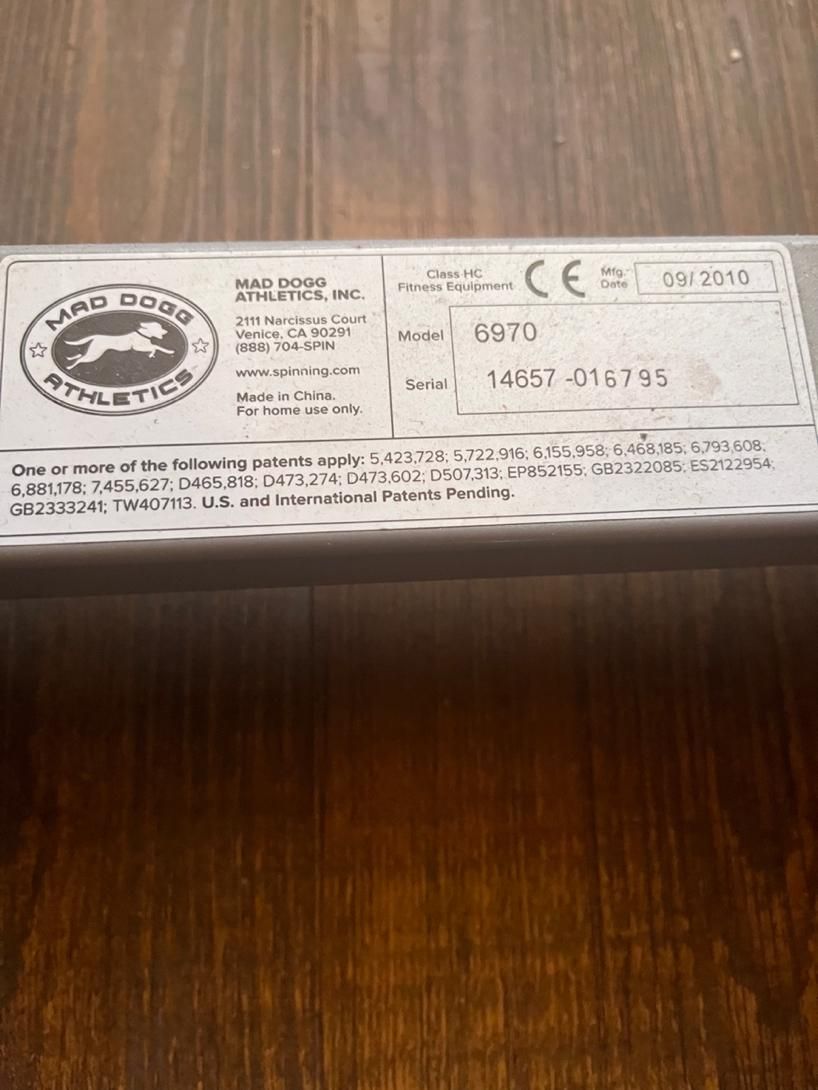 MAD DOGG
ATHLETICS
MAD DOGG
ATHLETICS, INC.
2111 Narcissus Court
Venice, CA 90291
(888) 704-SPIN
www.spinning.com
Made in China.
For home use only.
Class HC
Fitness Equipment
CE
Mfg.
Date
09/2010
Model
6970
Serial
14657-016795
One or more of the following patents apply: 5,423,728; 5,722,916; 6,155,958; 6,468,185; 6,793,608;
6,881,178; 7,455,627; D465,818; D473,274; D473,602; D507,313; EP852155; GB2322085; ES2122954;
GB2333241; TW407113. U.S. and International Patents Pending.